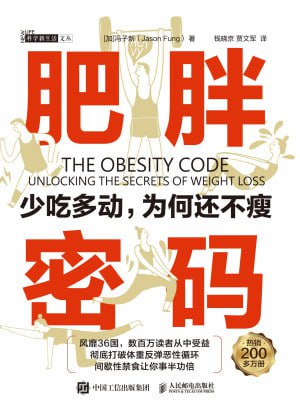 科学新生活文丛
[加]冯子新（Jason Fung）著
钱晓京 贾文军 译
肥胖
THE OBESITY CODE
UNLOCKING THE SECRETS OF WEIGHT LOSS
少吃多动，为何还不瘦
密码
风靡36国，数百万读者从中受益
彻底打破体重反弹恶性循环
间歇性禁食让你事半功倍
热销
200
多万册
中国工信出版集团
人民邮电出版社